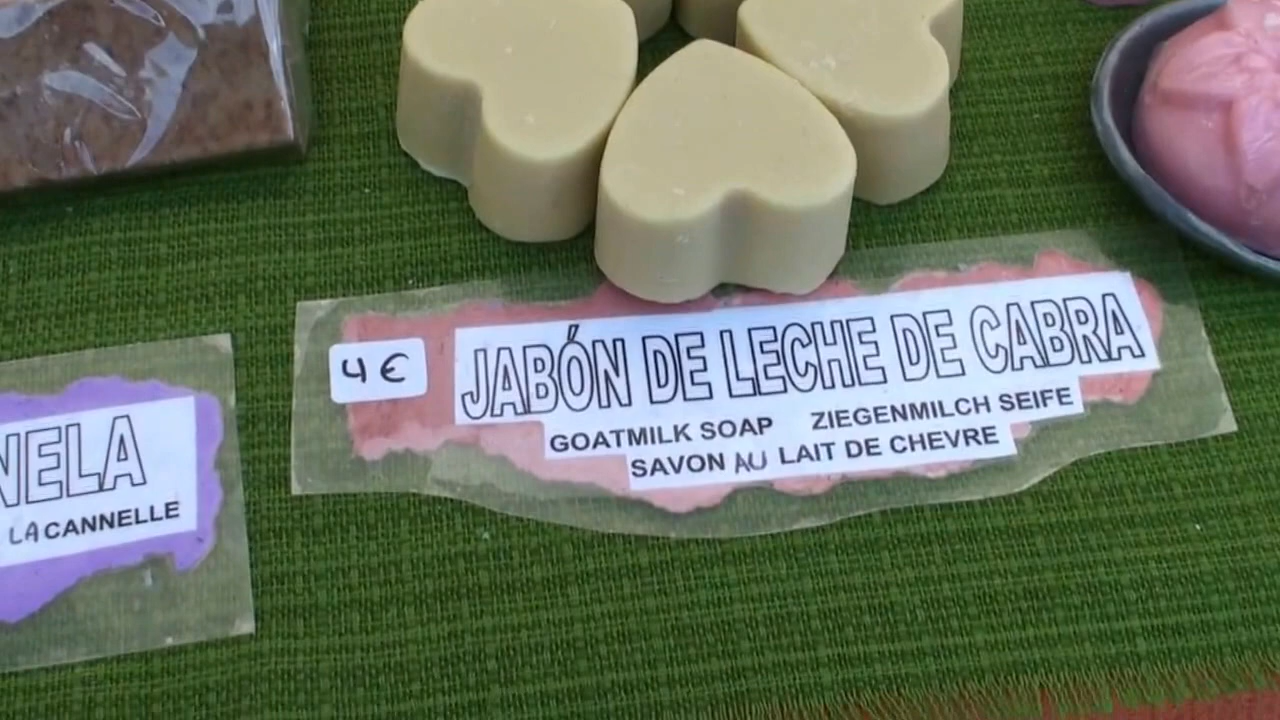 4 €
JABÓN DE LECHE DE CABRA
GOATMILK SOAP ZIEGENMILCH SEIFE
SAVON AU LAIT DE CHEVRE
NELA
LA CANNELLE